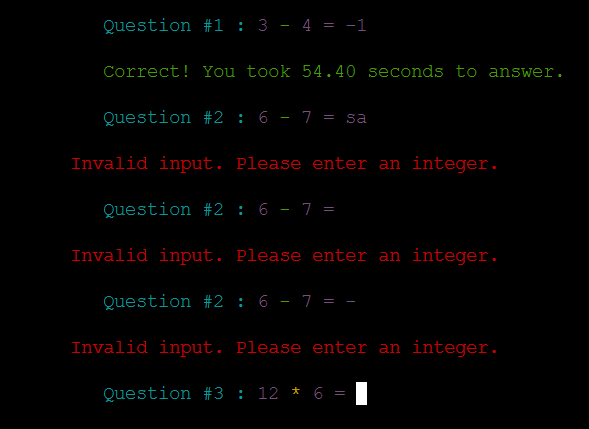 Question #1 : 3 - 4 = -1
Correct! You took 54.40 seconds to answer.
Question #2 : 6 - 7 = sa
Invalid input. Please enter an integer.
Question #2 : 6 - 7 =
Invalid input. Please enter an integer.
Question #2 : 6 - 7 = -
Invalid input. Please enter an integer.
Question #3 : 12 * 6 =